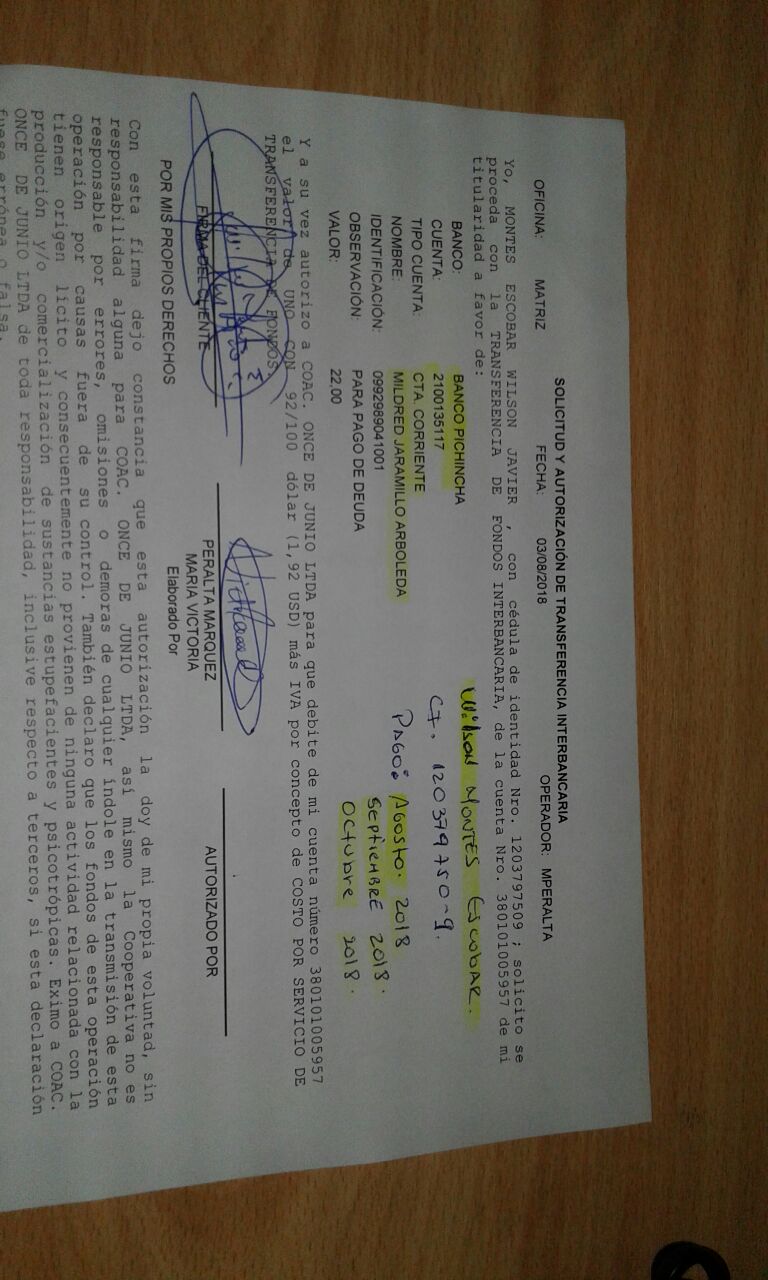 SOLICITUD Y AUTORIZACIÓN DE TRANSFERENCIA INTERBANCARIA
OFICINA: MATRIZ FECHA: 03/08/2018 OPERADOR: MPERALTA
Yo, MONTES ESCOBAR WILSON JAVIER , con cédula de identidad Nro. 1203797509 ; solicito se
proceda con la TRANSFERENCIA DE FONDOS INTERBANCARIA, de la cuenta Nro. 380101005957 de mi
titularidad a favor de:
BANCO: BANCO PICHINCHA
CUENTA: 2100135117
TIPO CUENTA: CTA. CORRIENTE
NOMBRE: MILDRED JARAMILLO ARBOLEDA
IDENTIFICACIÓN: 0992989041001
OBSERVACIÓN: PARA PAGO DE DEUDA
VALOR: 22,00
Wilson MONTES ESCOBAR.
CI. 120379750-9.
PAGO: AGOSTO. 2018
SEPTIEMBRE 2018.
OCTUBRE 2018.
Y a su vez autorizo a COAC. ONCE DE JUNIO LTDA para que debite de mi cuenta número 380101005957
el valor de UNO CON 92/100 dólar (1,92 USD) más IVA por concepto de COSTO POR SERVICIO DE
TRANSFERENCIA DE FONDOS.
FIRMA DEL CLIENTE
POR MIS PROPIOS DERECHOS
PERALTA MARQUEZ
MARIA VICTORIA
Elaborado Por
AUTORIZADO POR
Con esta firma dejo constancia que esta autorización la doy de mi propia voluntad, sin
responsabilidad alguna para COAC. ONCE DE JUNIO LTDA, así mismo la Cooperativa no es
responsable por errores, omisiones o demoras de cualquier índole en la transmisión de esta
operación por causas fuera de su control. También declaro que los fondos de esta operación
tienen origen lícito y consecuentemente no provienen de ninguna actividad relacionada con la
producción y/o comercialización de sustancias estupefacientes y psicotrópicas. Eximo a COAC.
ONCE DE JUNIO LTDA de toda responsabilidad, inclusive respecto a terceros, si esta declaración
fuese errónea o falsa.